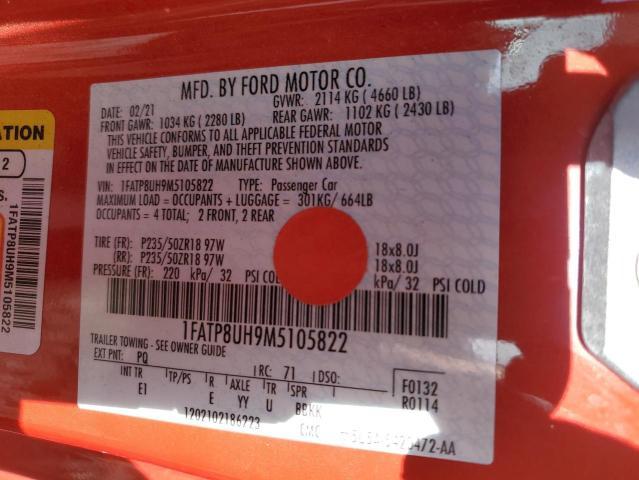 MFD. BY FORD MOTOR CO.
DATE: 02/21 GVWR: 2114 KG ( 4660 LB)
FRONT GAWR: 1034 KG ( 2280 LB) REAR GAWR: 1102 KG ( 2430 LB)
THIS VEHICLE CONFORMS TO ALL APPLICABLE FEDERAL MOTOR
VEHICLE SAFETY, BUMPER, AND THEFT PREVENTION STANDARDS
IN EFFECT ON THE DATE OF MANUFACTURE SHOWN ABOVE.
VIN: 1FATP8UH9M5105822 TYPE: Passenger Car
MAXIMUM LOAD = OCCUPANTS + LUGGAGE = 301KG/ 664LB
OCCUPANTS = 4 TOTAL; 2 FRONT, 2 REAR
TIRE (FR): P235/50ZR18 97W 18x8.0J
(RR): P235/50ZR18 97W 18x8.0J
PRESSURE (FR): 220 kPa/ 32 PSI kPa/ 32 PSI COLD
1FATP8UH9M5105822
TRAILER TOWING - SEE OWNER GUIDE
EXT PNT: PQ RC: 71 DSO: F0132
INT TR TP/PS R AXLE TR SPR R0114
E1 E YY U BBKK
1202102186223
ATION
2
S.
1FATP8UH9M5105822